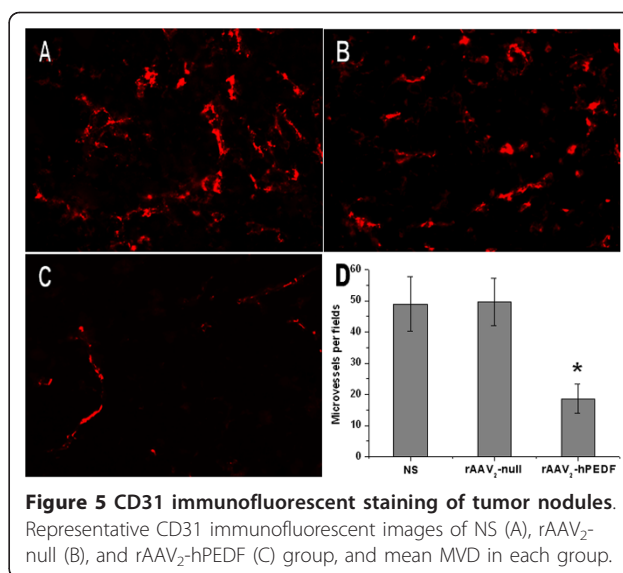 A
B
C
D
60
50
40
30
20
10
0
Microvessels per fields
*
NS rAAV₂-null rAAV₂-hPEDF
Figure 5 CD31 immunofluorescent staining of tumor nodules.
Representative CD31 immunofluorescent images of NS (A), rAAV₂-
null (B), and rAAV₂-hPEDF (C) group, and mean MVD in each group.